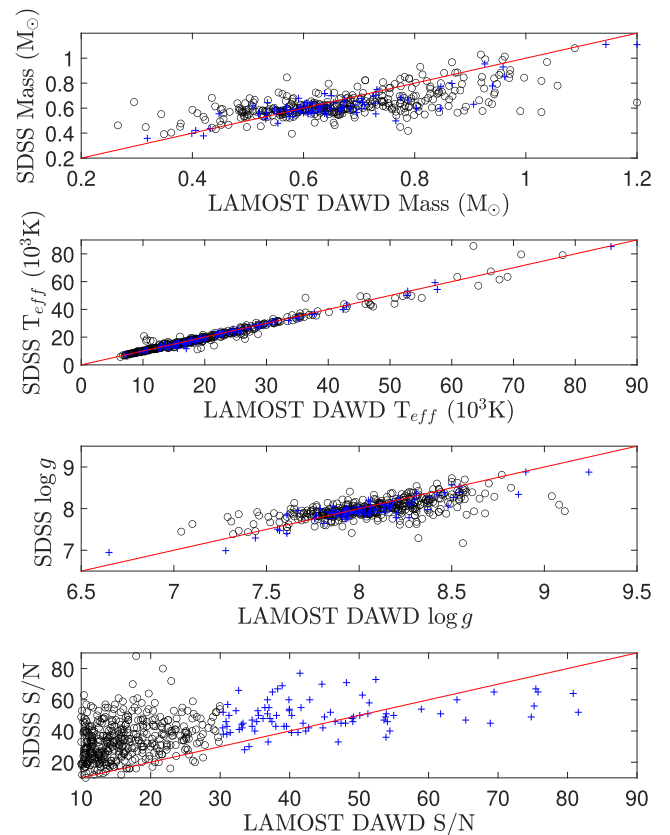 1
0.8
0.6
0.4
0.2
SDSS Mass (M⊙)
0.2 0.4 0.6 0.8 1 1.2
LAMOST DAWD Mass (M⊙)
80
60
40
20
0
SDSS Teff (10³K)
0 10 20 30 40 50 60 70 80 90
LAMOST DAWD Teff (10³K)
9
8
7
SDSS log g
6.5 7 7.5 8 8.5 9 9.5
LAMOST DAWD log g
80
60
40
20
SDSS S/N
10 20 30 40 50 60 70 80 90
LAMOST DAWD S/N